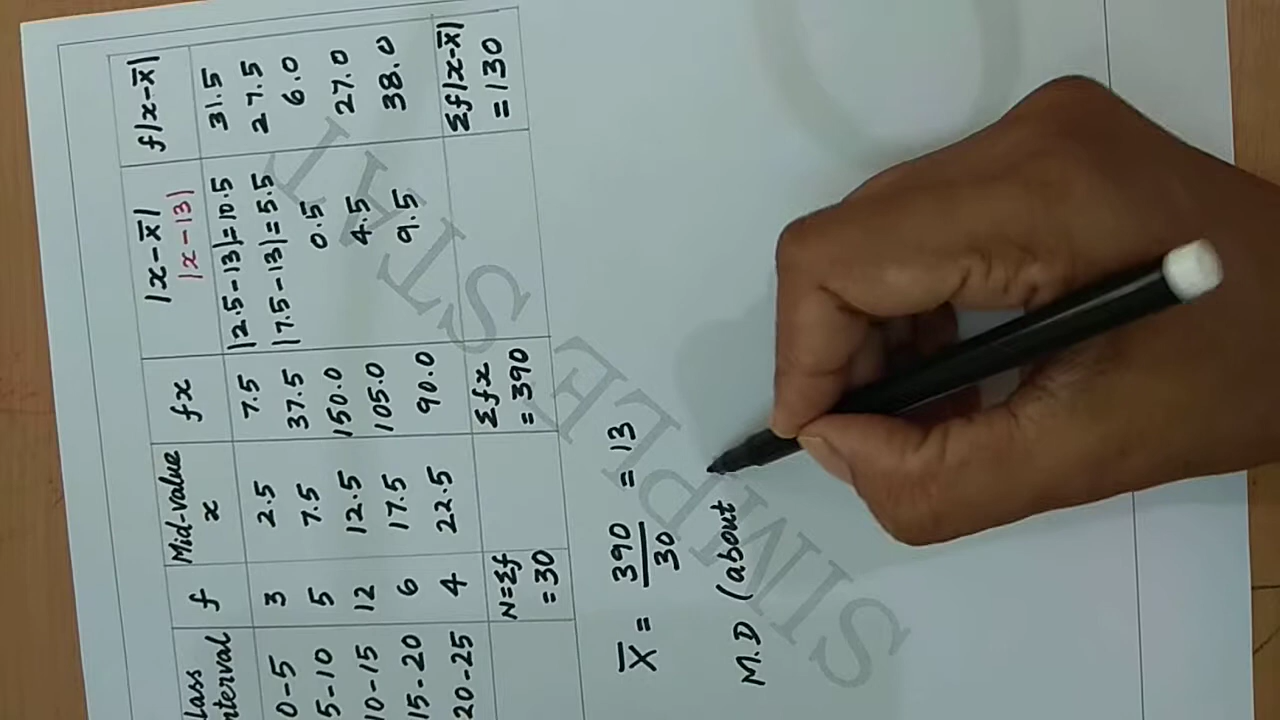 lass interval f Mid-value x fx |x-x̅| |x-13| f|x-x̅|
0-5 3 2.5 7.5 |2.5-13|=10.5 31.5
5-10 5 7.5 37.5 |7.5-13|=5.5 27.5
10-15 12 12.5 150.0 0.5 6.0
15-20 6 17.5 105.0 4.5 27.0
20-25 4 22.5 90.0 9.5 38.0
N=Σf =30 Σfx =390 Σf|x-x̅| =130
X̅ = 390/30 = 13
M.D (about
SIMPLE STAT